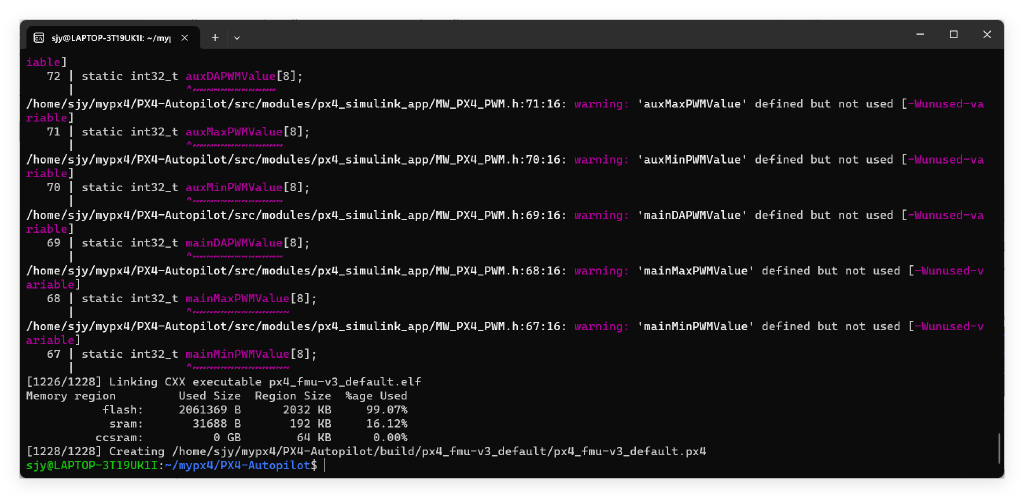 sjy@LAPTOP-3T19UK1I: ~/myp
iable]
   72 | static int32_t auxDAPWMValue[8];
      |                ^~~~~~~~~~~~~
/home/sjy/mypx4/PX4-Autopilot/src/modules/px4_simulink_app/MW_PX4_PWM.h:71:16: warning: 'auxMaxPWMValue' defined but not used [-Wunused-va
riable]
   71 | static int32_t auxMaxPWMValue[8];
      |                ^~~~~~~~~~~~~~
/home/sjy/mypx4/PX4-Autopilot/src/modules/px4_simulink_app/MW_PX4_PWM.h:70:16: warning: 'auxMinPWMValue' defined but not used [-Wunused-va
riable]
   70 | static int32_t auxMinPWMValue[8];
      |                ^~~~~~~~~~~~~~
/home/sjy/mypx4/PX4-Autopilot/src/modules/px4_simulink_app/MW_PX4_PWM.h:69:16: warning: 'mainDAPWMValue' defined but not used [-Wunused-va
riable]
   69 | static int32_t mainDAPWMValue[8];
      |                ^~~~~~~~~~~~~~
/home/sjy/mypx4/PX4-Autopilot/src/modules/px4_simulink_app/MW_PX4_PWM.h:68:16: warning: 'mainMaxPWMValue' defined but not used [-Wunused-v
ariable]
   68 | static int32_t mainMaxPWMValue[8];
      |                ^~~~~~~~~~~~~~~
/home/sjy/mypx4/PX4-Autopilot/src/modules/px4_simulink_app/MW_PX4_PWM.h:67:16: warning: 'mainMinPWMValue' defined but not used [-Wunused-v
ariable]
   67 | static int32_t mainMinPWMValue[8];
      |                ^~~~~~~~~~~~~~~
[1226/1228] Linking CXX executable px4_fmu-v3_default.elf
Memory region         Used Size  Region Size  %age Used
           flash:     2061369 B      2032 KB     99.07%
            sram:       31688 B       192 KB     16.12%
          ccsram:          0 GB        64 KB      0.00%
[1228/1228] Creating /home/sjy/mypx4/PX4-Autopilot/build/px4_fmu-v3_default/px4_fmu-v3_default.px4
sjy@LAPTOP-3T19UK1I:~/mypx4/PX4-Autopilot$